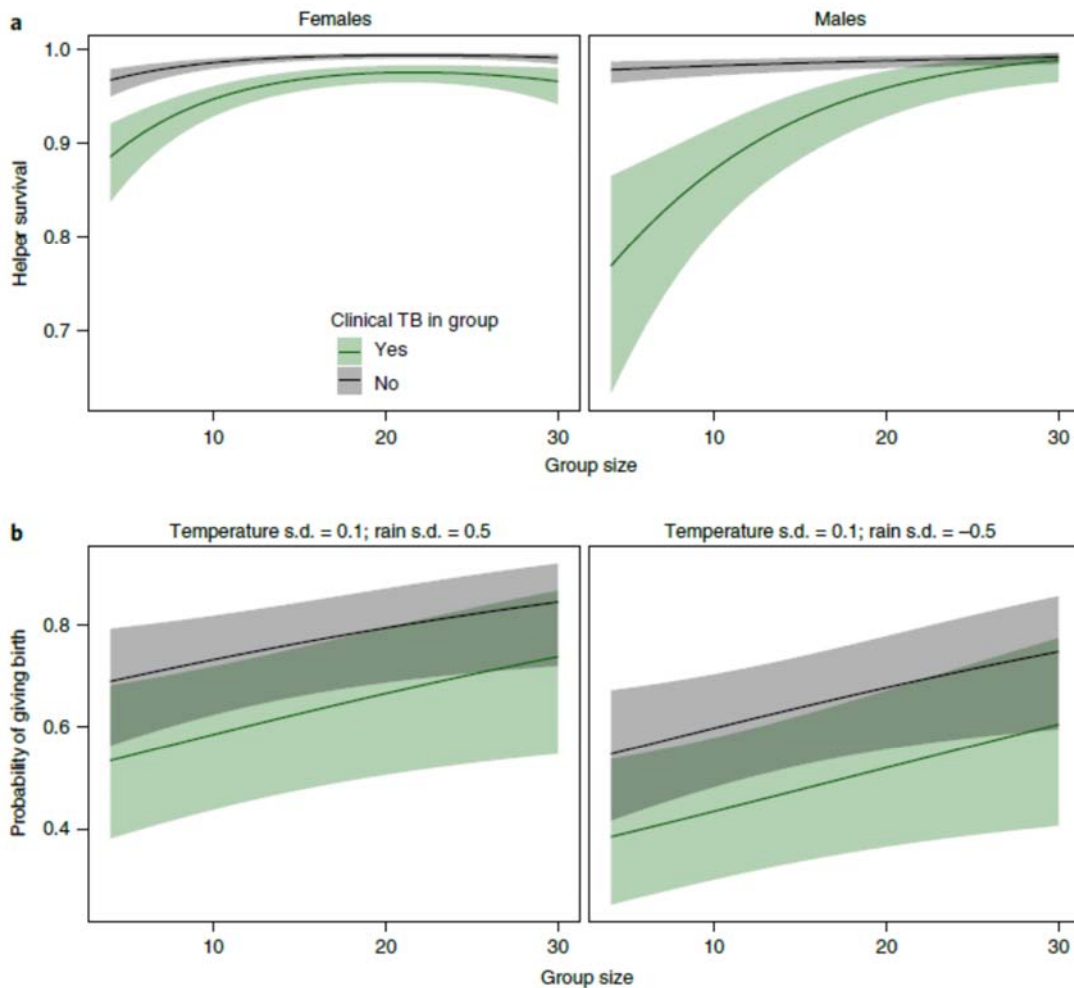 a
Females
Males
Helper survival
1.0
0.9
0.8
0.7
Clinical TB in group
Yes
No
10
20
30
10
20
30
Group size
b
Temperature s.d. = 0.1; rain s.d. = 0.5
Temperature s.d. = 0.1; rain s.d. = –0.5
Probability of giving birth
0.8
0.6
0.4
10
20
30
10
20
30
Group size